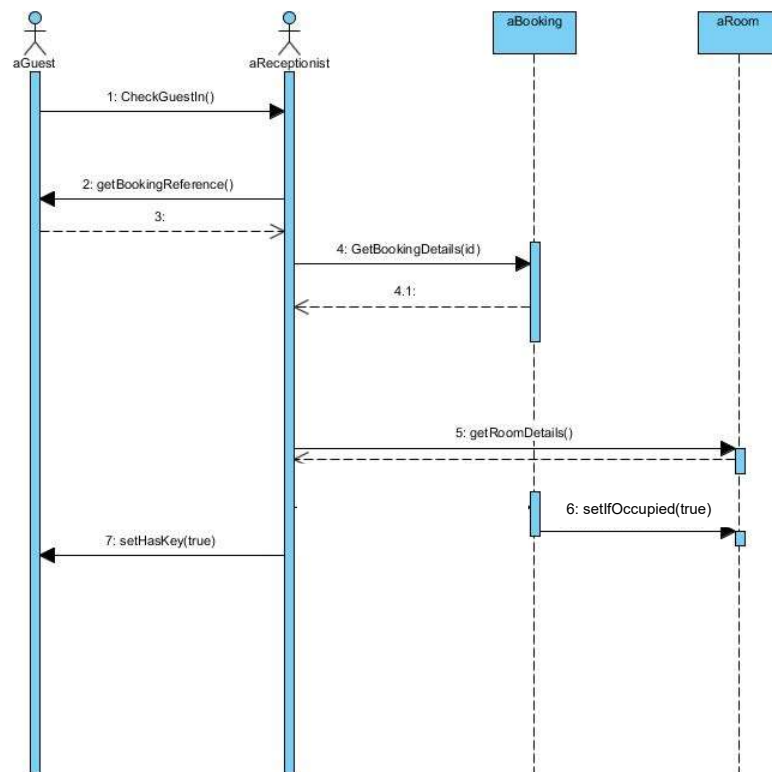 aGuest
aReceptionist
aBooking
aRoom
1: CheckGuestIn()
2: getBookingReference()
3:
4: GetBookingDetails(id)
4.1:
5: getRoomDetails()
6: setIfOccupied(true)
7: setHasKey(true)